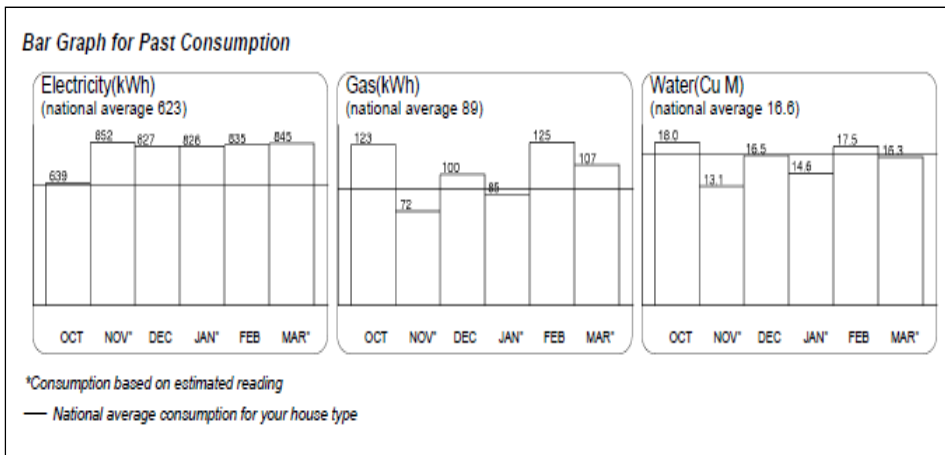 Bar Graph for Past Consumption
Electricity(kWh)
(national average 623)
639
852
827
826
835
845
OCT NOV* DEC JAN* FEB MAR*
Gas(kWh)
(national average 89)
123
72
100
85
125
107
OCT NOV* DEC JAN* FEB MAR*
Water(Cu M)
(national average 16.6)
18.0
13.1
16.5
14.6
17.5
16.3
OCT NOV* DEC JAN* FEB MAR*
*Consumption based on estimated reading
National average consumption for your house type